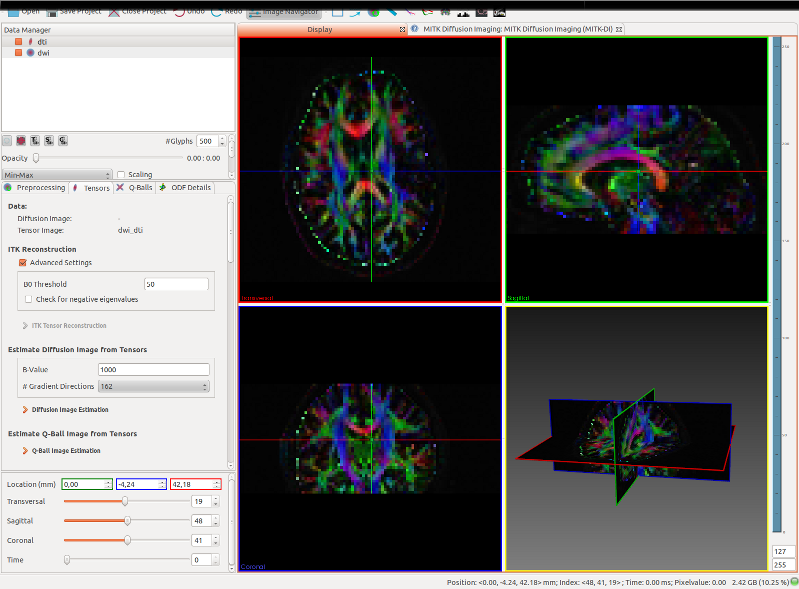 Open Save Project Close Project Undo Redo Image Navigator
Data Manager
dti
dwi
#Glyphs 500
Opacity 0.00 : 0.00
Min-Max Scaling
Preprocessing Tensors Q-Balls ODF Details
Data:
Diffusion Image: -
Tensor Image: dwi_dti
ITK Reconstruction
Advanced Settings
B0 Threshold 50
Check for negative eigenvalues
ITK Tensor Reconstruction
Estimate Diffusion Image from Tensors
B-Value 1000
# Gradient Directions 162
Diffusion Image Estimation
Estimate Q-Ball Image from Tensors
Q-Ball Image Estimation
Location (mm) 0,00 -4,24 42,18
Transversal 19
Sagittal 48
Coronal 41
Time 0
Display
MITK Diffusion Imaging: MITK Diffusion Imaging (MITK-DI)
Transversal
Sagittal
Coronal
127
255
Position: <0.00, -4.24, 42.18> mm; Index: <48, 41, 19> ; Time: 0.00 ms; Pixelvalue: 0.00 2.42 GB (10.25 %)